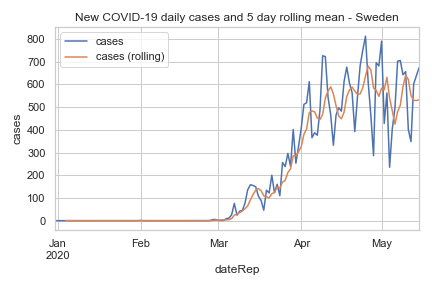 New COVID-19 daily cases and 5 day rolling mean - Sweden
cases
cases (rolling)
800
700
600
500
400
300
200
100
0
cases
Jan
2020
Feb
Mar
Apr
May
dateRep